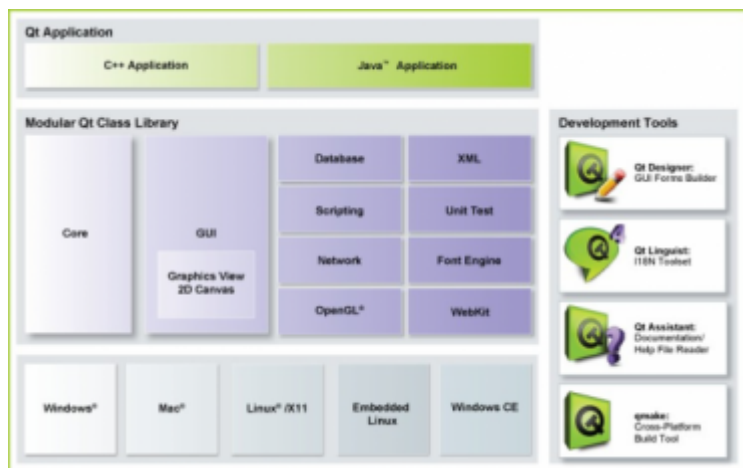 Qt Application
C++ Application
Java™ Application
Modular Qt Class Library
Core
GUI
Graphics View
2D Canvas
Database
XML
Scripting
Unit Test
Network
Font Engine
OpenGL®
WebKit
Windows®
Mac®
Linux® /X11
Embedded
Linux
Windows CE
Development Tools
Qt Designer:
GUI Forms Builder
Qt Linguist:
I18N Toolset
Qt Assistant:
Documentation/
Help File Reader
qmake:
Cross-Platform
Build Tool